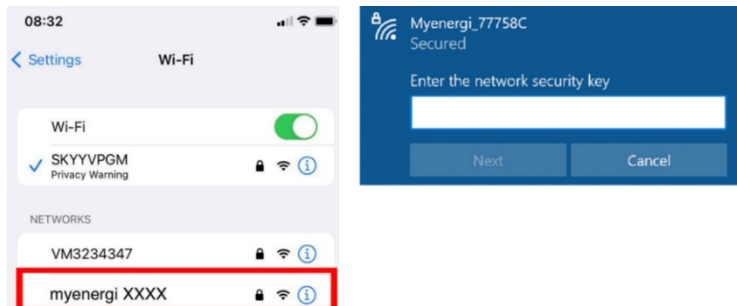 08:32
Settings
Wi-Fi
Wi-Fi
SKYYVPGM
Privacy Warning
NETWORKS
VM3234347
myenergi XXXX
Myenergi_77758C
Secured
Enter the network security key
Next
Cancel